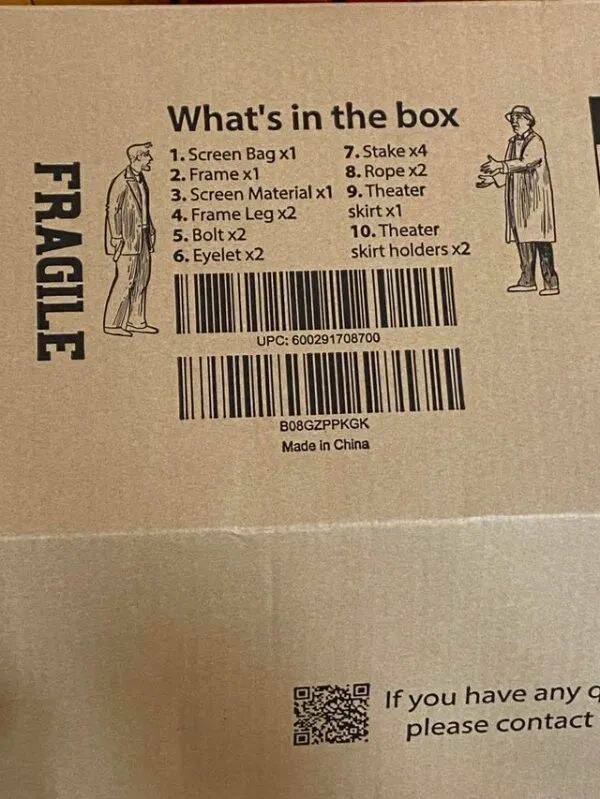 FRAGILE
What's in the box
1. Screen Bag x1
2. Frame x1
3. Screen Material x1
4. Frame Leg x2
5. Bolt x2
6. Eyelet x2
7. Stake x4
8. Rope x2
9. Theater
skirt x1
10. Theater
skirt holders x2
UPC: 600291708700
B08GZPPKGK
Made in China
If you have any
please contact